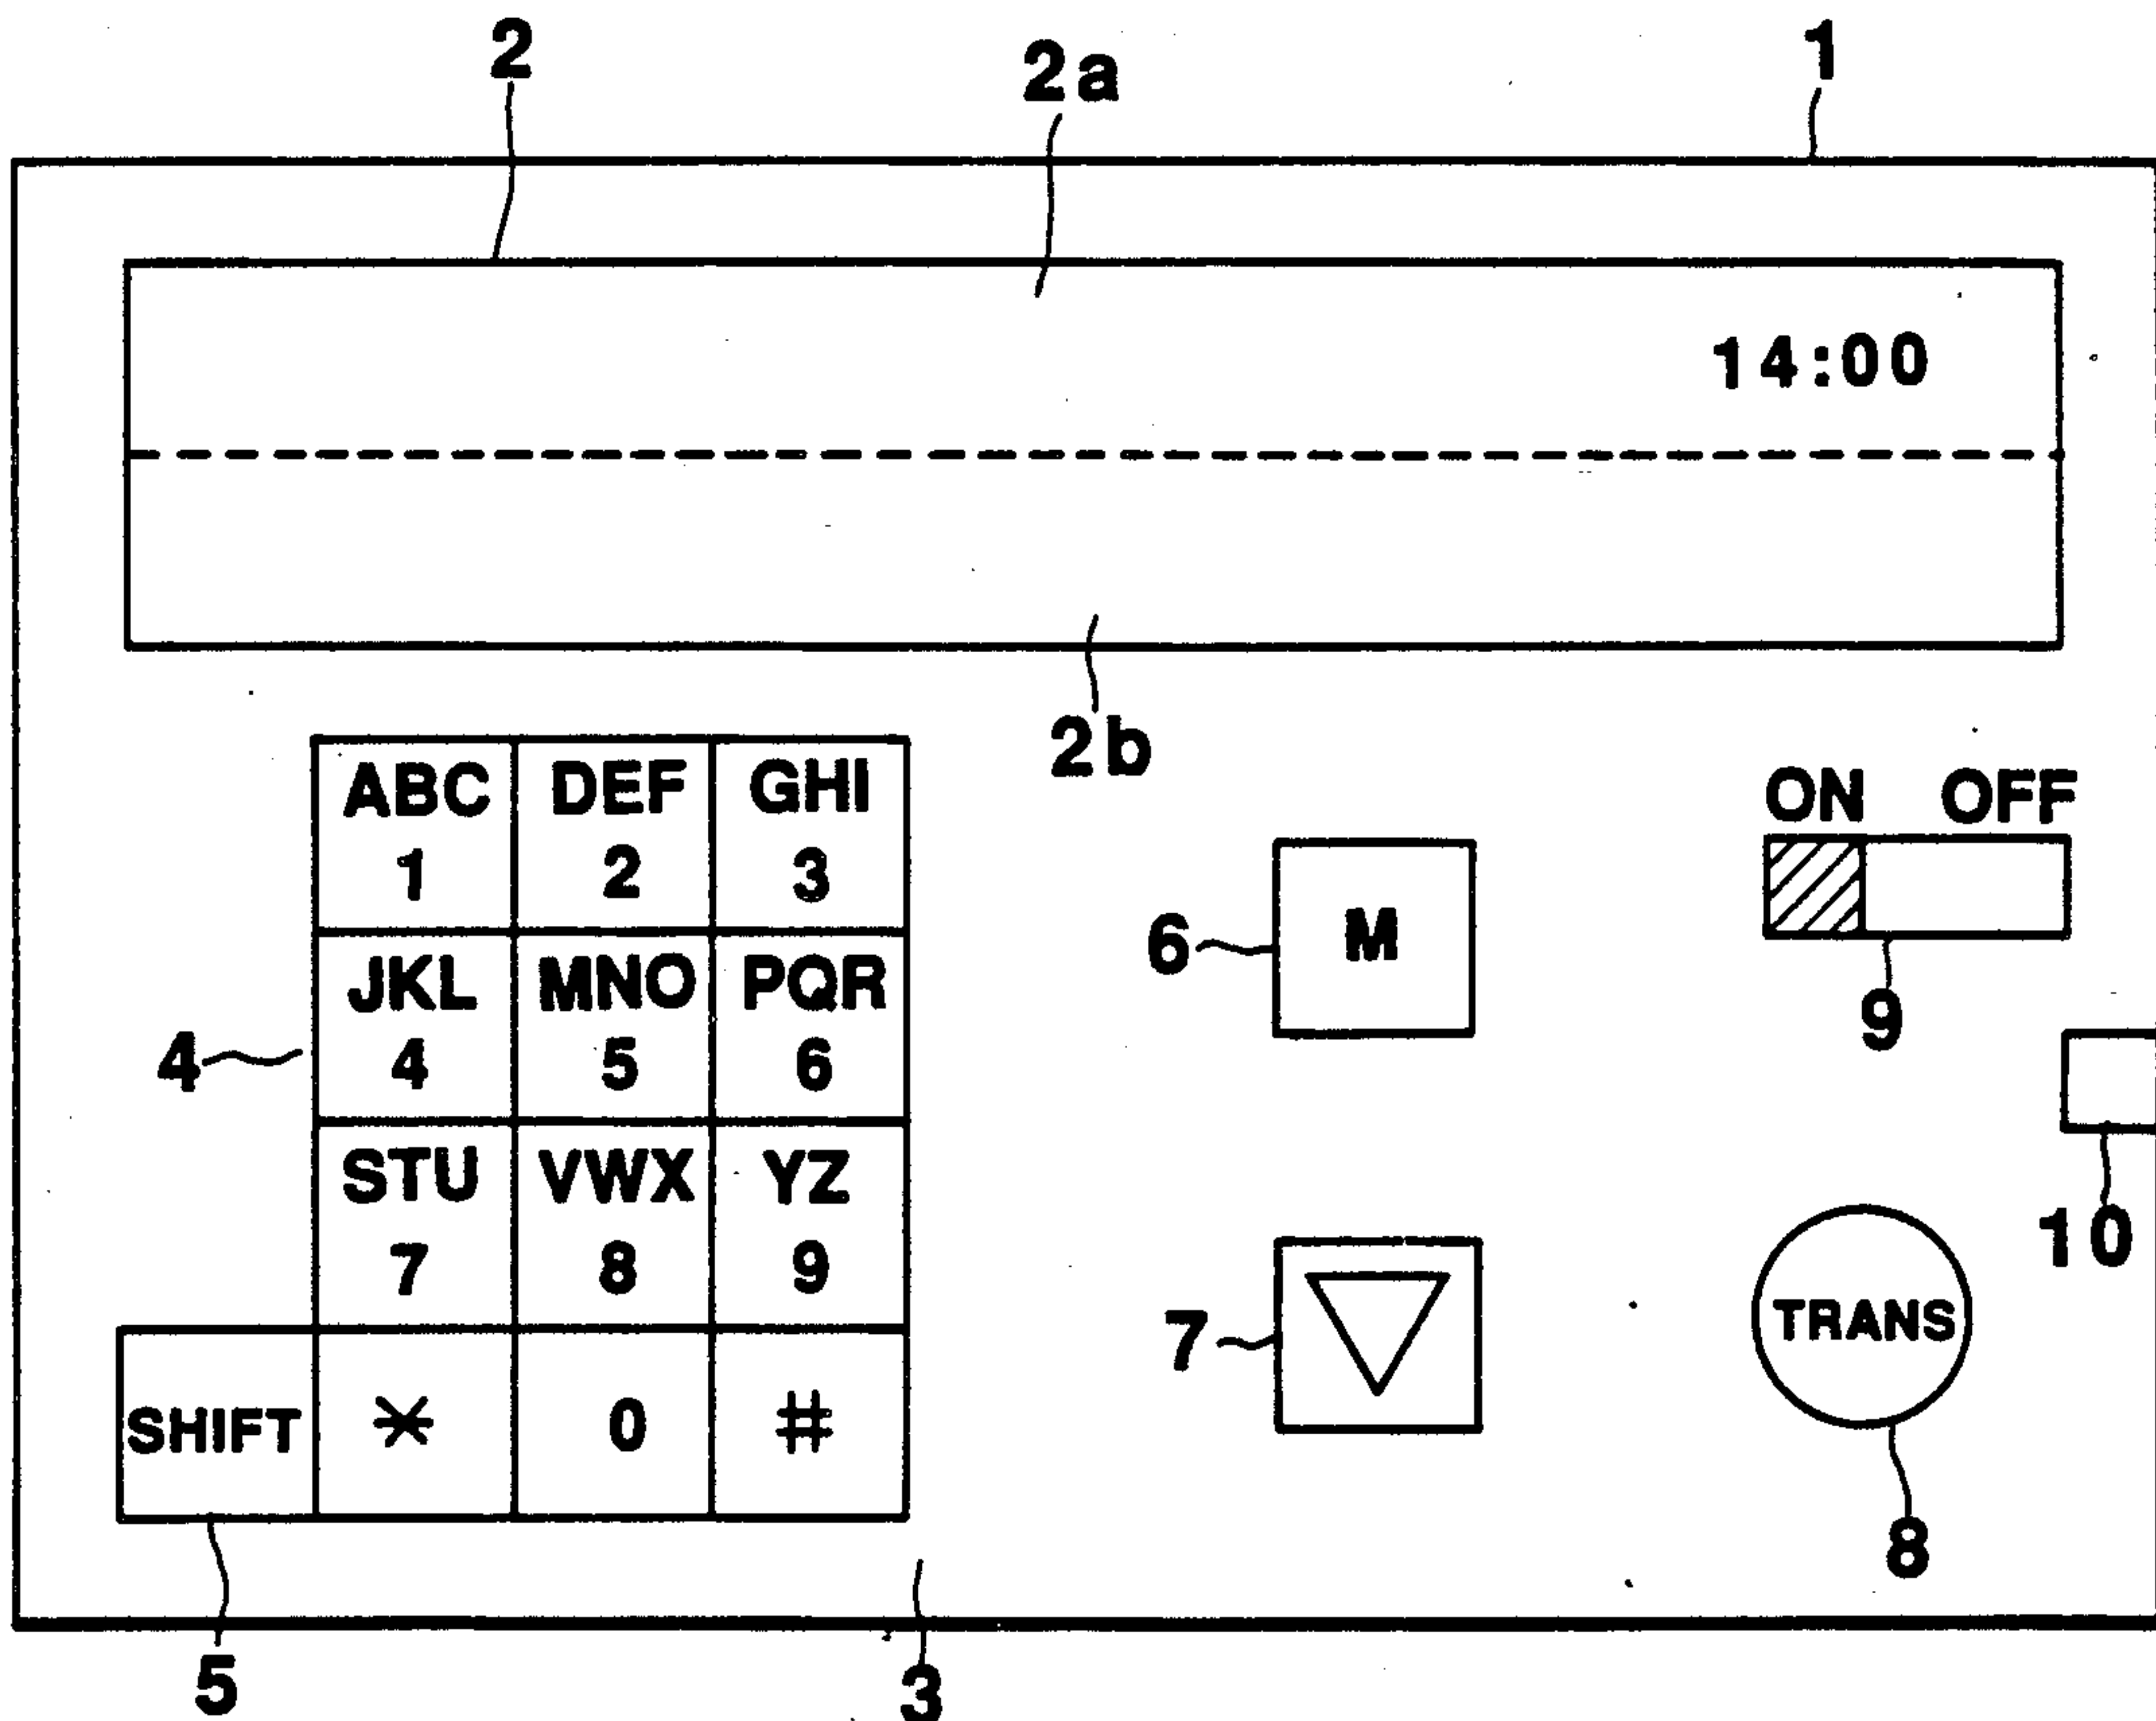 2 2a 1
14:00
2b
ABC DEF GHI
1 2 3
ON OFF
6 M
9
JKL MNO PQR
4 4 5 6
STU VWX YZ
7 8 9
10
7 TRANS
SHIFT * 0 #
8
5 3